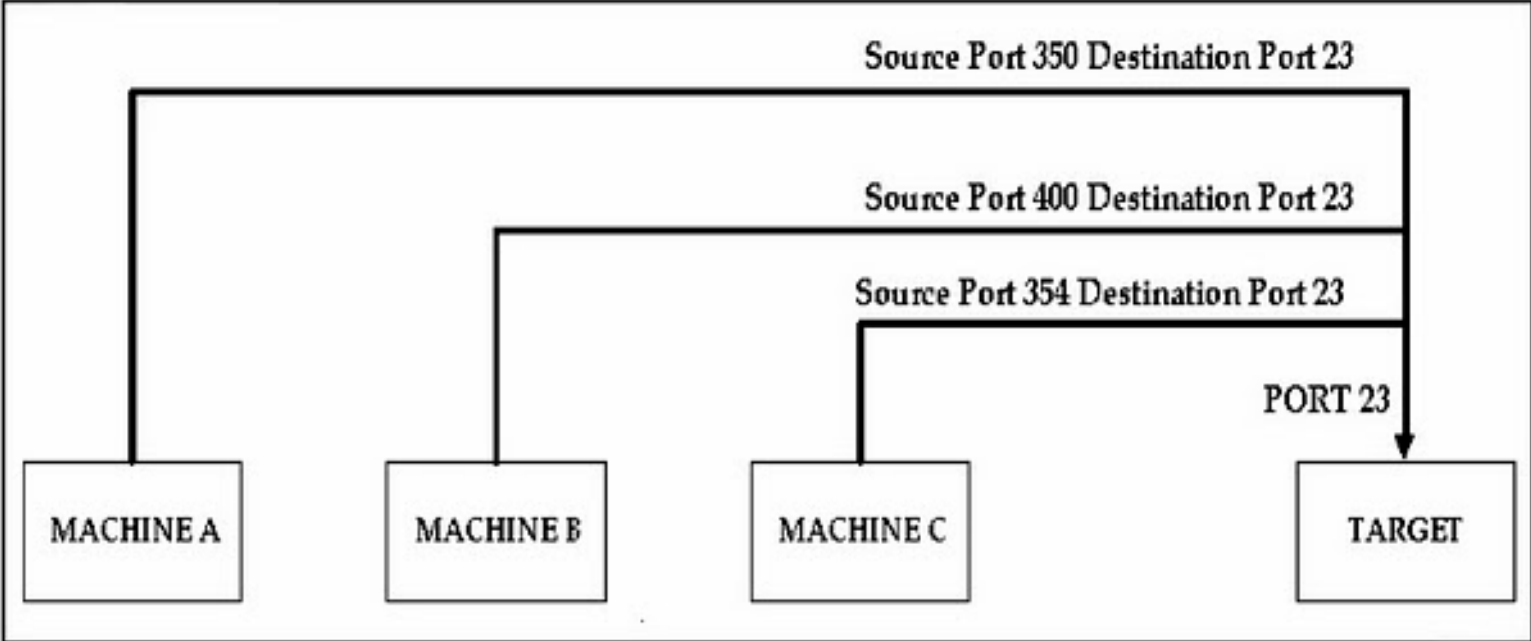 Source Port 350 Destination Port 23
Source Port 400 Destination Port 23
Source Port 354 Destination Port 23
PORT 23
MACHINE A
MACHINE B
MACHINE C
TARGET